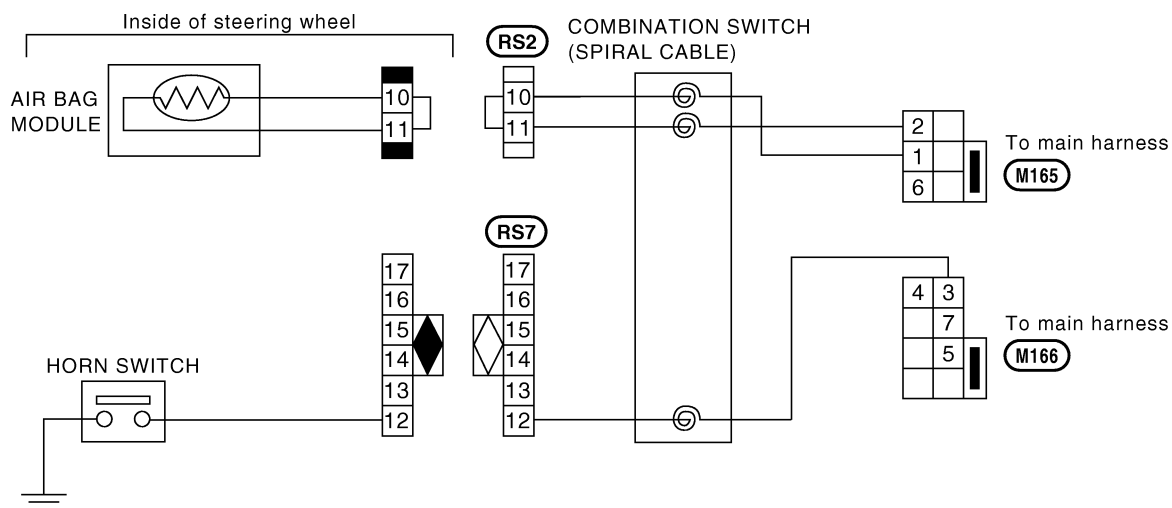 Inside of steering wheel
RS2
COMBINATION SWITCH
(SPIRAL CABLE)
AIR BAG
MODULE
10
11
10
11
2
1
6
To main harness
M165
RS7
17
16
15
14
13
12
17
16
15
14
13
12
4 3
7
5
To main harness
M166
HORN SWITCH